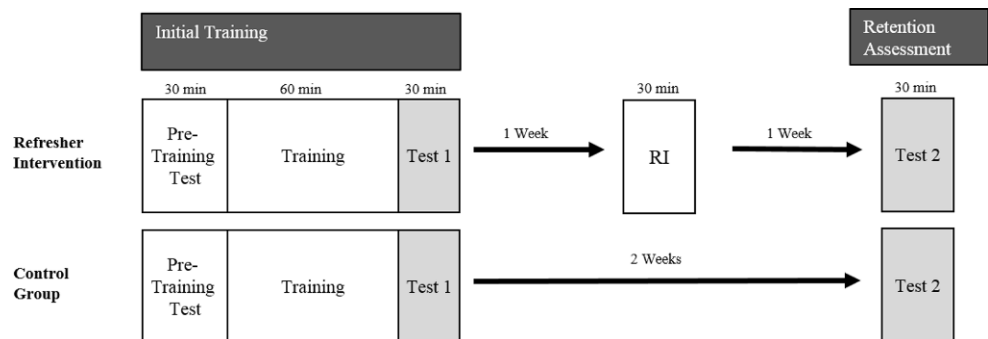 Initial Training
Retention
Assessment
30 min
60 min
30 min
30 min
30 min
Refresher
Intervention
Pre-
Training
Test
Training
Test 1
1 Week
RI
1 Week
Test 2
Control
Group
Pre-
Training
Test
Training
Test 1
2 Weeks
Test 2